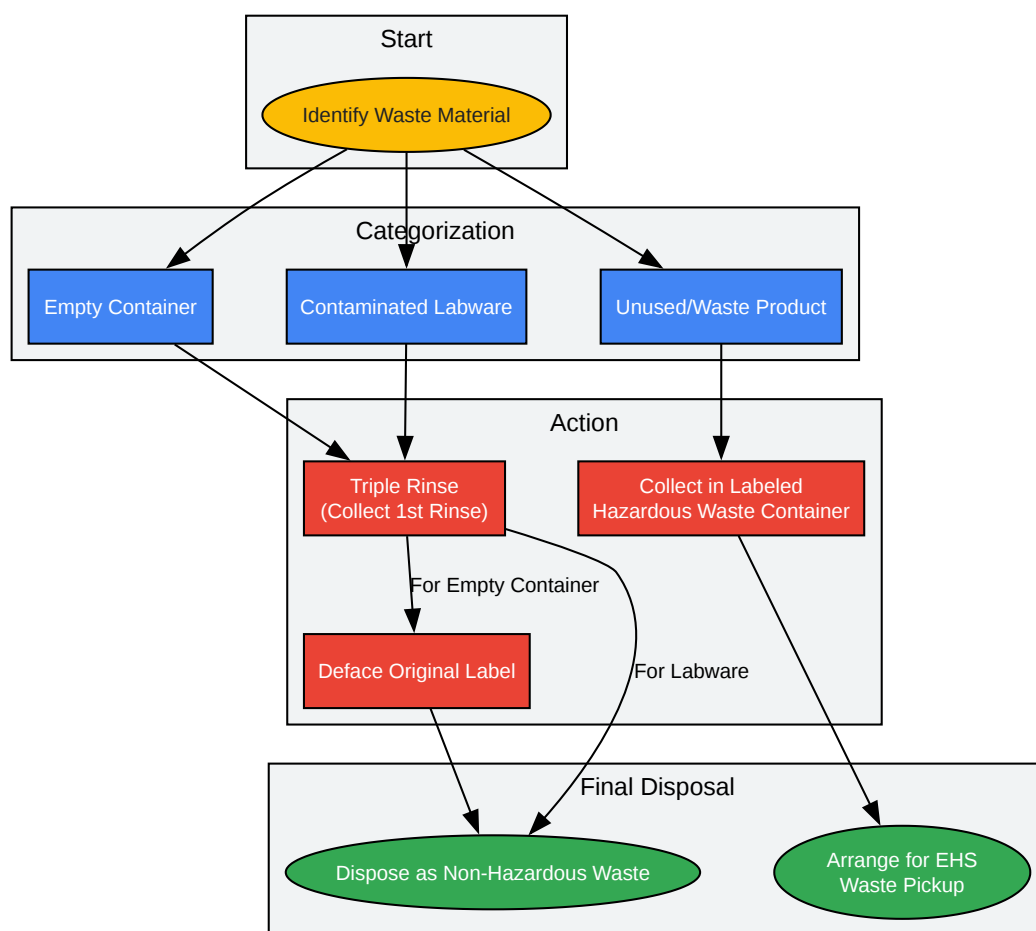 Start
Identify Waste Material
Categorization
Empty Container
Contaminated Labware
Unused/Waste Product
Action
Triple Rinse
(Collect 1st Rinse)
Collect in Labeled
Hazardous Waste Container
For Empty Container
Deface Original Label
For Labware
Final Disposal
Dispose as Non-Hazardous Waste
Arrange for EHS
Waste Pickup